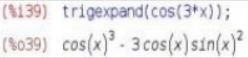 (%i39) trigexpand(cos(3*x));
(%o39) cos(x)³ - 3 cos(x) sin(x)²